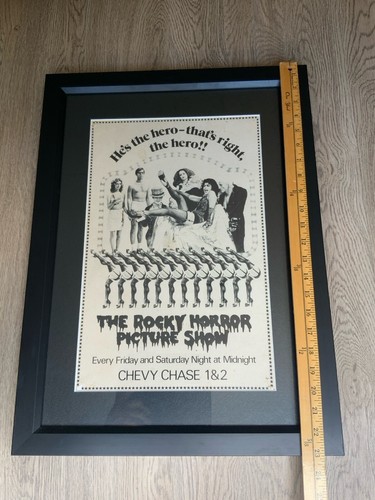 He's the hero–that's right,
the hero!!
THE ROCKY HORROR
PICTURE SHOW
Every Friday and Saturday Night at Midnight
CHEVY CHASE 1&2